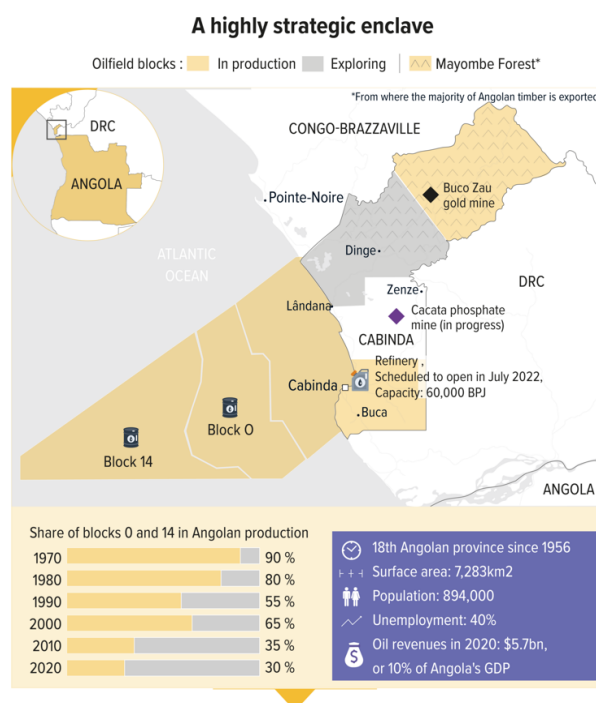 A highly strategic enclave
Oilfield blocks : In production Exploring Mayombe Forest*
*From where the majority of Angolan timber is exported
DRC
ANGOLA
CONGO-BRAZZAVILLE
Pointe-Noire
Buco Zau
gold mine
ATLANTIC
OCEAN
Dinge
DRC
Zenze
Lândana
Cacata phosphate
mine (in progress)
CABINDA
Refinery ,
Scheduled to open in July 2022,
Capacity: 60,000 BPJ
Cabinda
Buca
Block 0
Block 14
ANGOLA
Share of blocks 0 and 14 in Angolan production
1970 90 %
1980 80 %
1990 55 %
2000 65 %
2010 35 %
2020 30 %
18th Angolan province since 1956
Surface area: 7,283km2
Population: 894,000
Unemployment: 40%
Oil revenues in 2020: $5.7bn,
or 10% of Angola's GDP